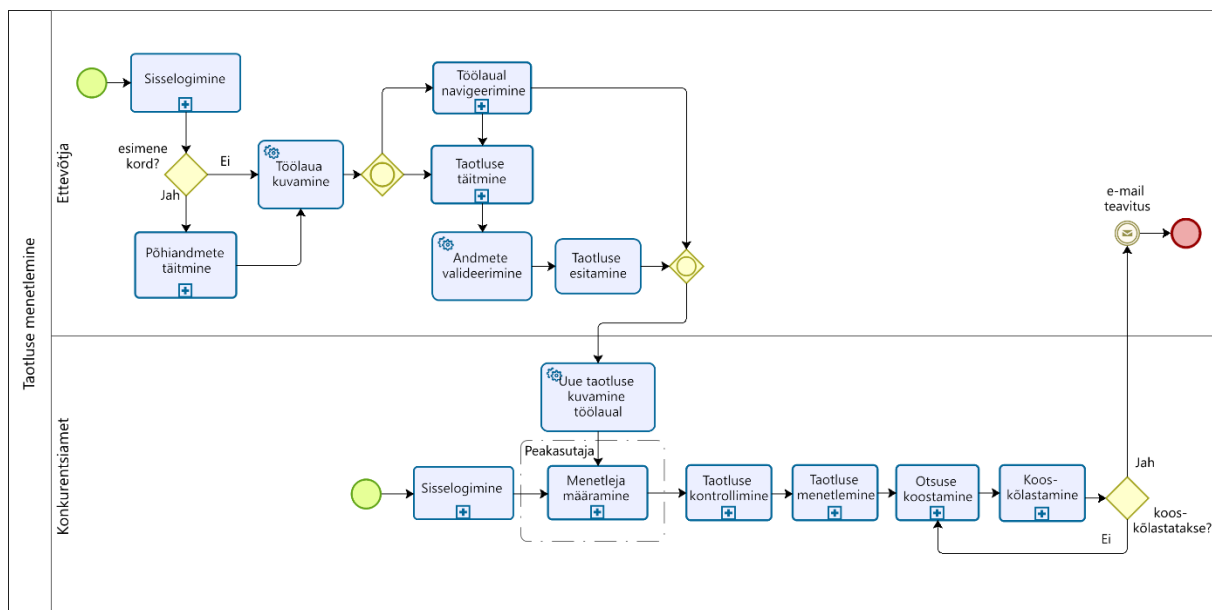 Taotluse menetlemine
Ettevõtja
Sisselogimine
esimene
kord?
Ei
Jah
Põhiandmete
täitmine
Töölaua
kuvamine
Töölaual
navigeerimine
Taotluse
täitmine
Andmete
valideerimine
Taotluse
esitamine
e-mail
teavitus
Konkurentsiamet
Uue taotluse
kuvamine
töölaual
Peakasutaja
Sisselogimine
Menetleja
määramine
Taotluse
kontrollimine
Taotluse
menetlemine
Otsuse
koostamine
Koos-
kõlastamine
Jah
koos-
kõlastatakse?
Ei